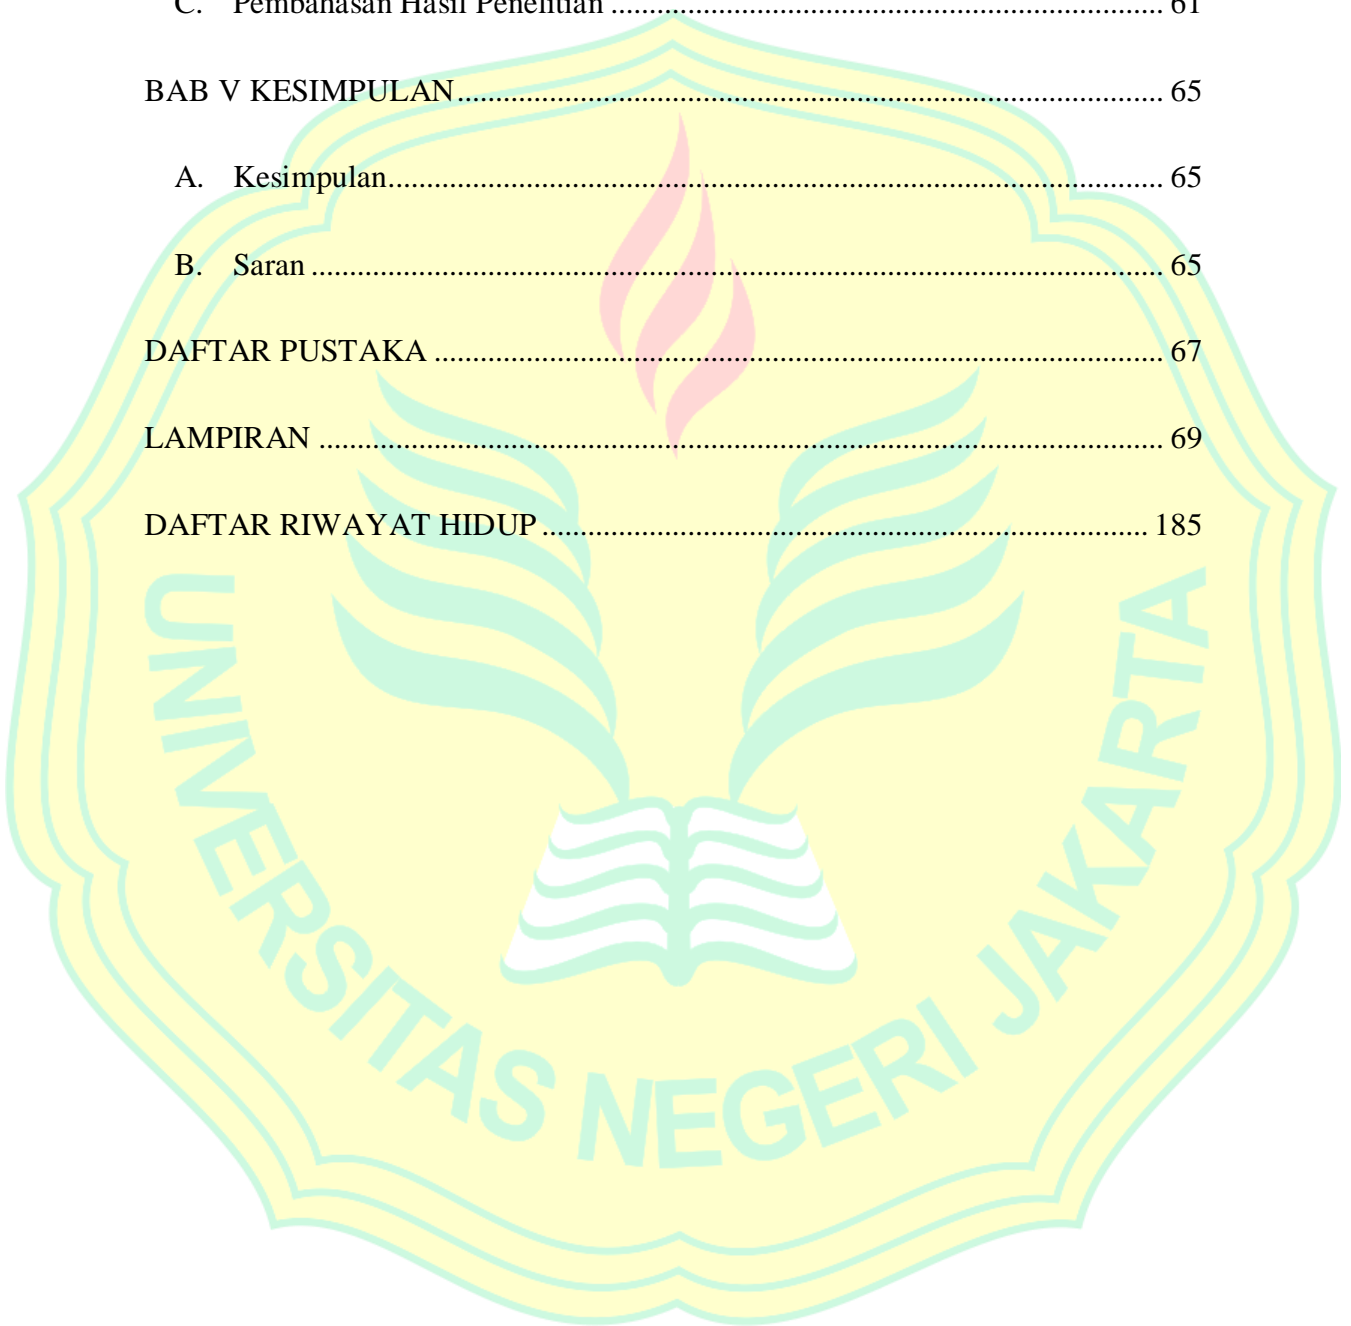 C. Pembahasan Hasil Penelitian ........................................................................ 61
BAB V KESIMPULAN............................................................................................ 65
A. Kesimpulan..................................................................................................... 65
B. Saran ............................................................................................................... 65
DAFTAR PUSTAKA ............................................................................................... 67
LAMPIRAN .............................................................................................................. 69
DAFTAR RIWAYAT HIDUP ............................................................................... 185
UNIVERSITAS NEGERI JAKARTA